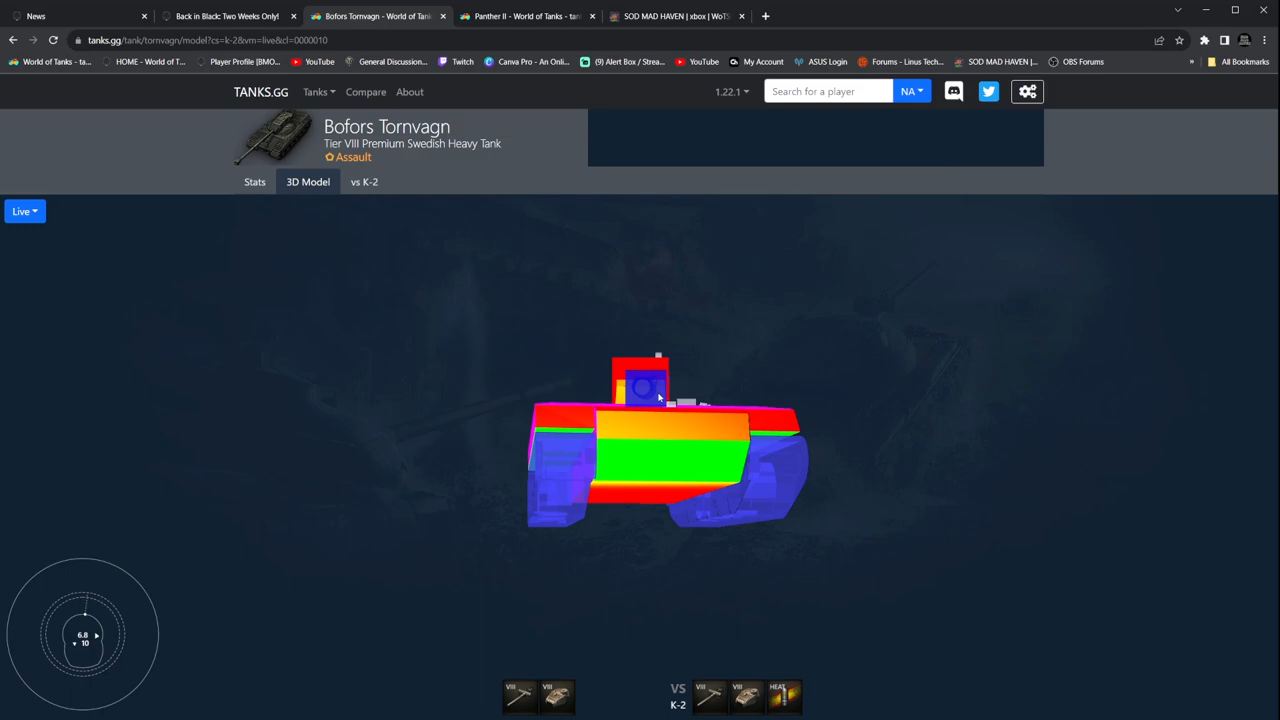 News
Back in Black: Two Weeks Only!
Bofors Tornvagn - World of Tank
Panther II - World of Tanks - tan
SOD MAD HAVEN | xbox | WoTS
tanks.gg/tank/tornvagn/model?cs=k-2&vm=live&cl=0000010
World of Tanks - ta...
HOME - World of T...
Player Profile [BMO...
YouTube
General Discussion...
Twitch
Canva Pro - An Onli...
(9) Alert Box / Strea...
YouTube
My Account
ASUS Login
Forums - Linus Tech...
SOD MAD HAVEN |...
OBS Forums
»
All Bookmarks
TANKS.GG
Tanks
Compare
About
1.22.1
Search for a player
NA
Bofors Tornvagn
Tier VIII Premium Swedish Heavy Tank
Assault
Stats
3D Model
vs K-2
Live
6.8
10
VIII
VIII
VS
K-2
VIII
VIII
HEAT